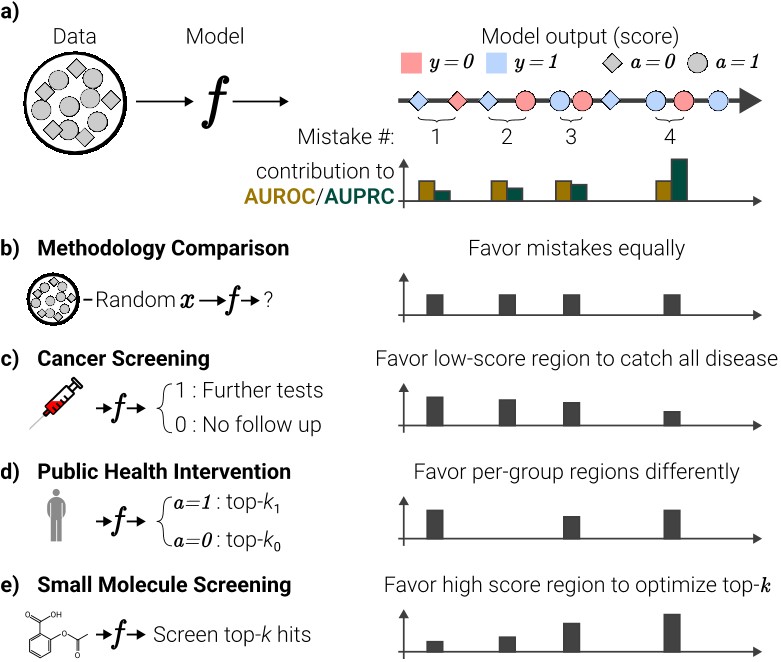 a)
Data
Model
Model output (score)
y=0 y=1 a=0 a=1
f
Mistake #: 1 2 3 4
contribution to
AUROC/AUPRC
b) Methodology Comparison
Favor mistakes equally
Random x f ?
c) Cancer Screening
Favor low-score region to catch all disease
f
1 : Further tests
0 : No follow up
d) Public Health Intervention
Favor per-group regions differently
f
a=1 : top-k1
a=0 : top-k0
e) Small Molecule Screening
Favor high score region to optimize top-k
O OH
O
O
f Screen top-k hits